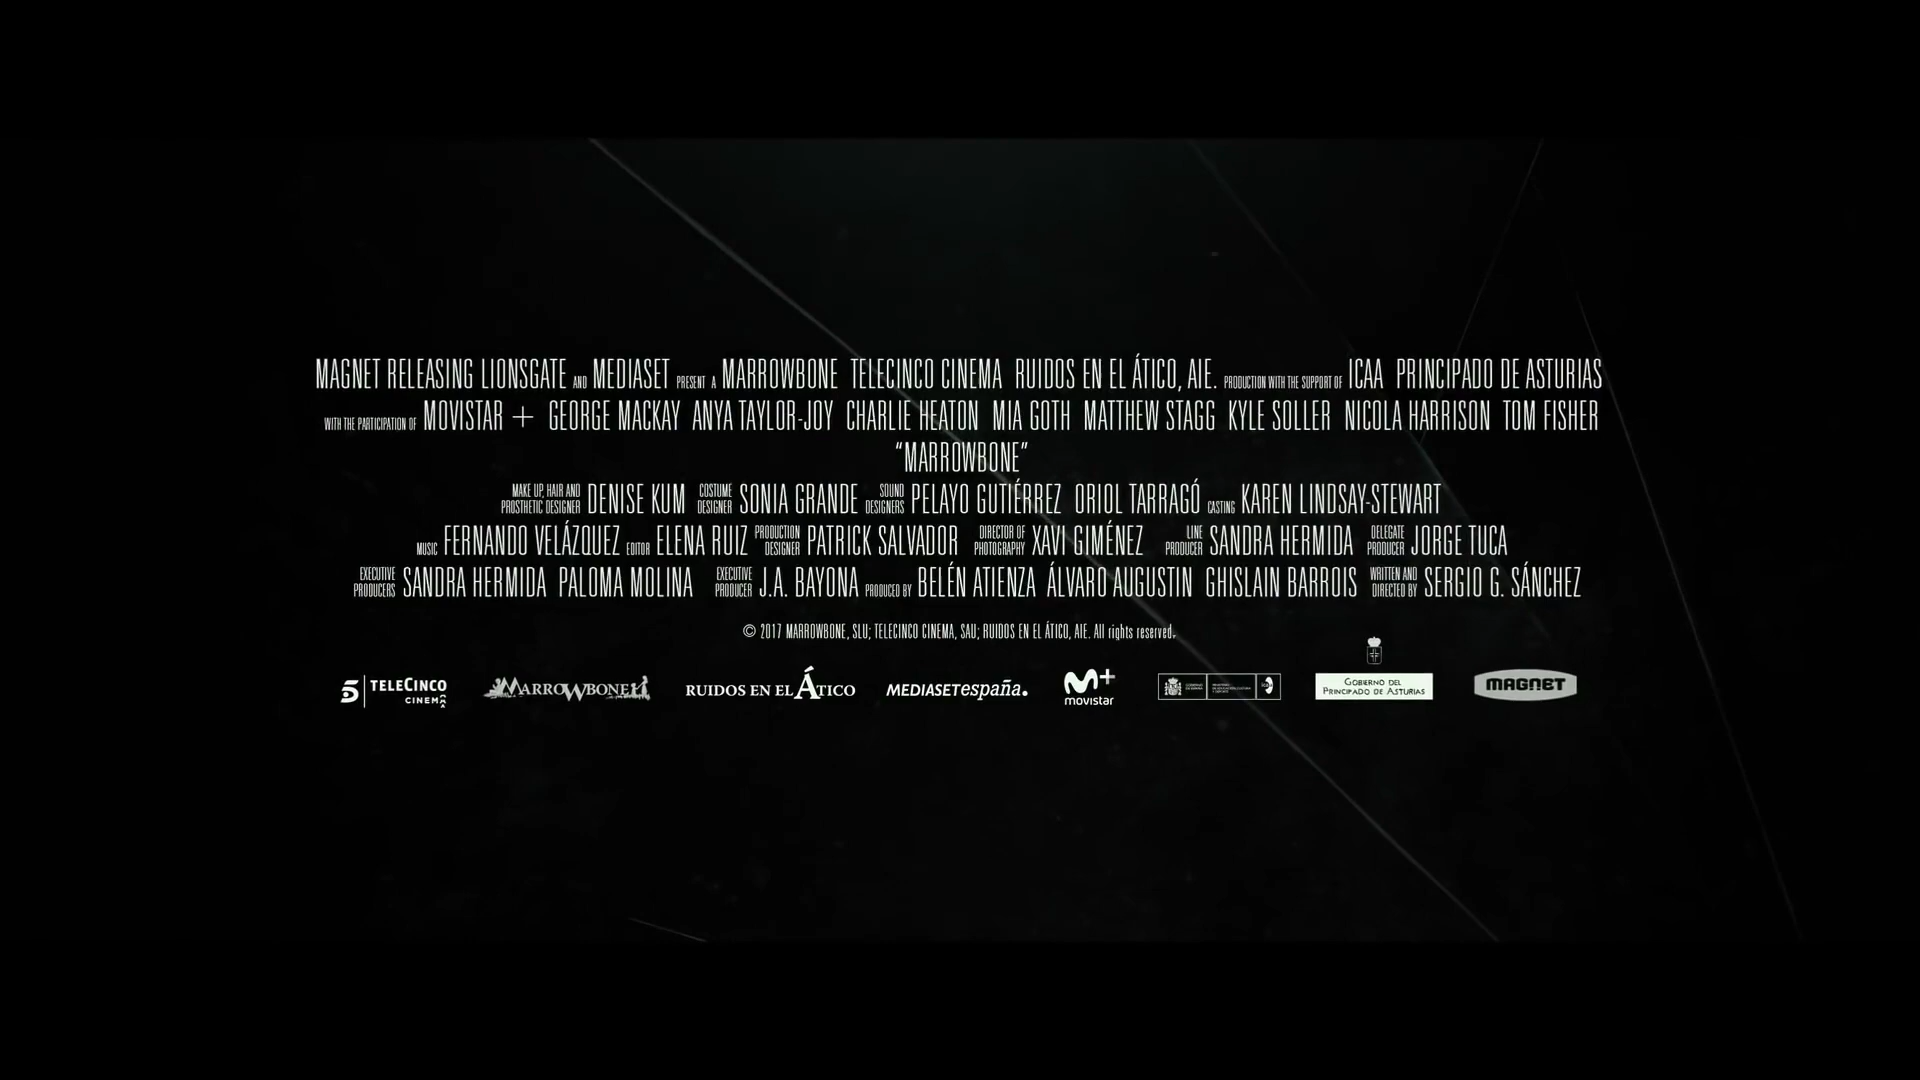 MAGNET RELEASING LIONSGATE AND MEDIASET PRESENT A MARROWBONE TELECINCO CINEMA RUIDOS EN EL ÁTICO, AIE. PRODUCTION WITH THE SUPPORT OF ICAA PRINCIPADO DE ASTURIAS
WITH THE PARTICIPATION OF MOVISTAR + GEORGE MACKAY ANYA TAYLOR-JOY CHARLIE HEATON MIA GOTH MATTHEW STAGG KYLE SOLLER NICOLA HARRISON TOM FISHER
“MARROWBONE”
MAKE UP, HAIR AND PROSTHETIC DESIGNER DENISE KUM COSTUME DESIGNER SONIA GRANDE SOUND DESIGNERS PELAYO GUTIÉRREZ ORIOL TARRAGÓ CASTING KAREN LINDSAY-STEWART
MUSIC FERNANDO VELÁZQUEZ EDITOR ELENA RUIZ PRODUCTION DESIGNER PATRICK SALVADOR DIRECTOR OF PHOTOGRAPHY XAVI GIMÉNEZ LINE PRODUCER SANDRA HERMIDA DELEGATE PRODUCER JORGE TUCA
EXECUTIVE PRODUCERS SANDRA HERMIDA PALOMA MOLINA EXECUTIVE PRODUCER J.A. BAYONA PRODUCED BY BELÉN ATIENZA ÁLVARO AUGUSTIN GHISLAIN BARROIS WRITTEN AND DIRECTED BY SERGIO G. SÁNCHEZ
© 2017 MARROWBONE, SLU; TELECINCO CINEMA, SAU; RUIDOS EN EL ÁTICO, AIE. All rights reserved.
5 TELECINCO CINEMA
MARROWBONE
RUIDOS EN EL ÁTICO
MEDIASETespaña.
M+ movistar
GOBIERNO DEL PRINCIPADO DE ASTURIAS
MAGNET